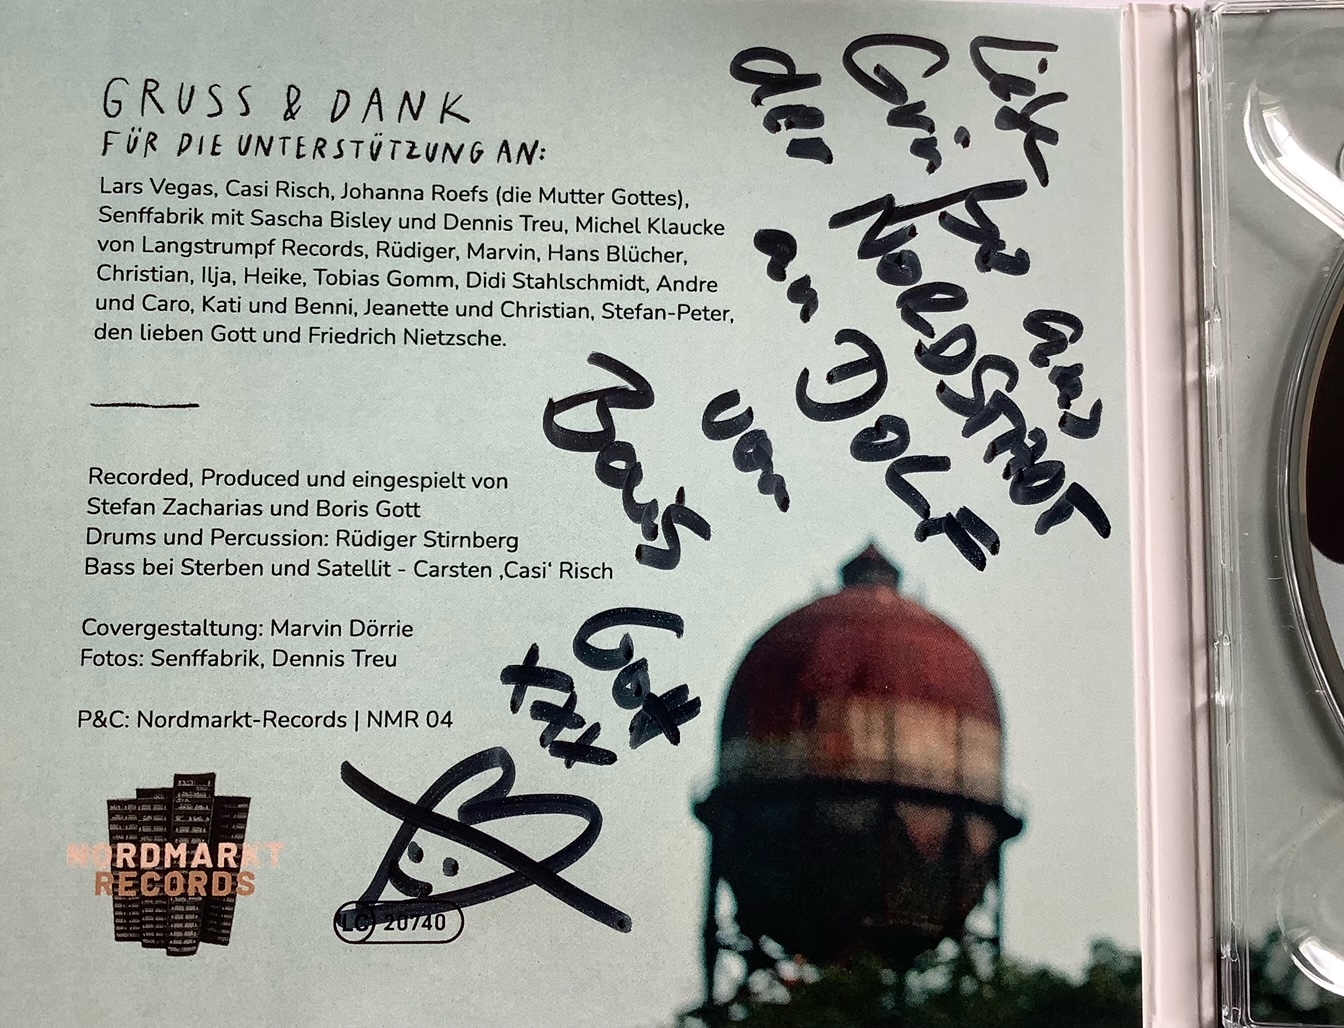 GRUSS & DANK
FÜR DIE UNTERSTÜTZUNG AN:
Lars Vegas, Casi Risch, Johanna Roefs (die Mutter Gottes),
Senffabrik mit Sascha Bisley und Dennis Treu, Michel Klaucke
von Langstrumpf Records, Rüdiger, Marvin, Hans Blücher,
Christian, Ilja, Heike, Tobias Gomm, Didi Stahlschmidt, Andre
und Caro, Kati und Benni, Jeanette und Christian, Stefan-Peter,
den lieben Gott und Friedrich Nietzsche.
Recorded, Produced und eingespielt von
Stefan Zacharias und Boris Gott
Drums und Percussion: Rüdiger Stirnberg
Bass bei Sterben und Satellit - Carsten ‚Casi‘ Risch
Covergestaltung: Marvin Dörrie
Fotos: Senffabrik, Dennis Treu
P&C: Nordmarkt-Records | NMR 04
NORDMARKT
RECORDS
LC 20740
Liebe
Grüße aus
der NORDSTADT
an DOLF
von
Boris Gott
xxx